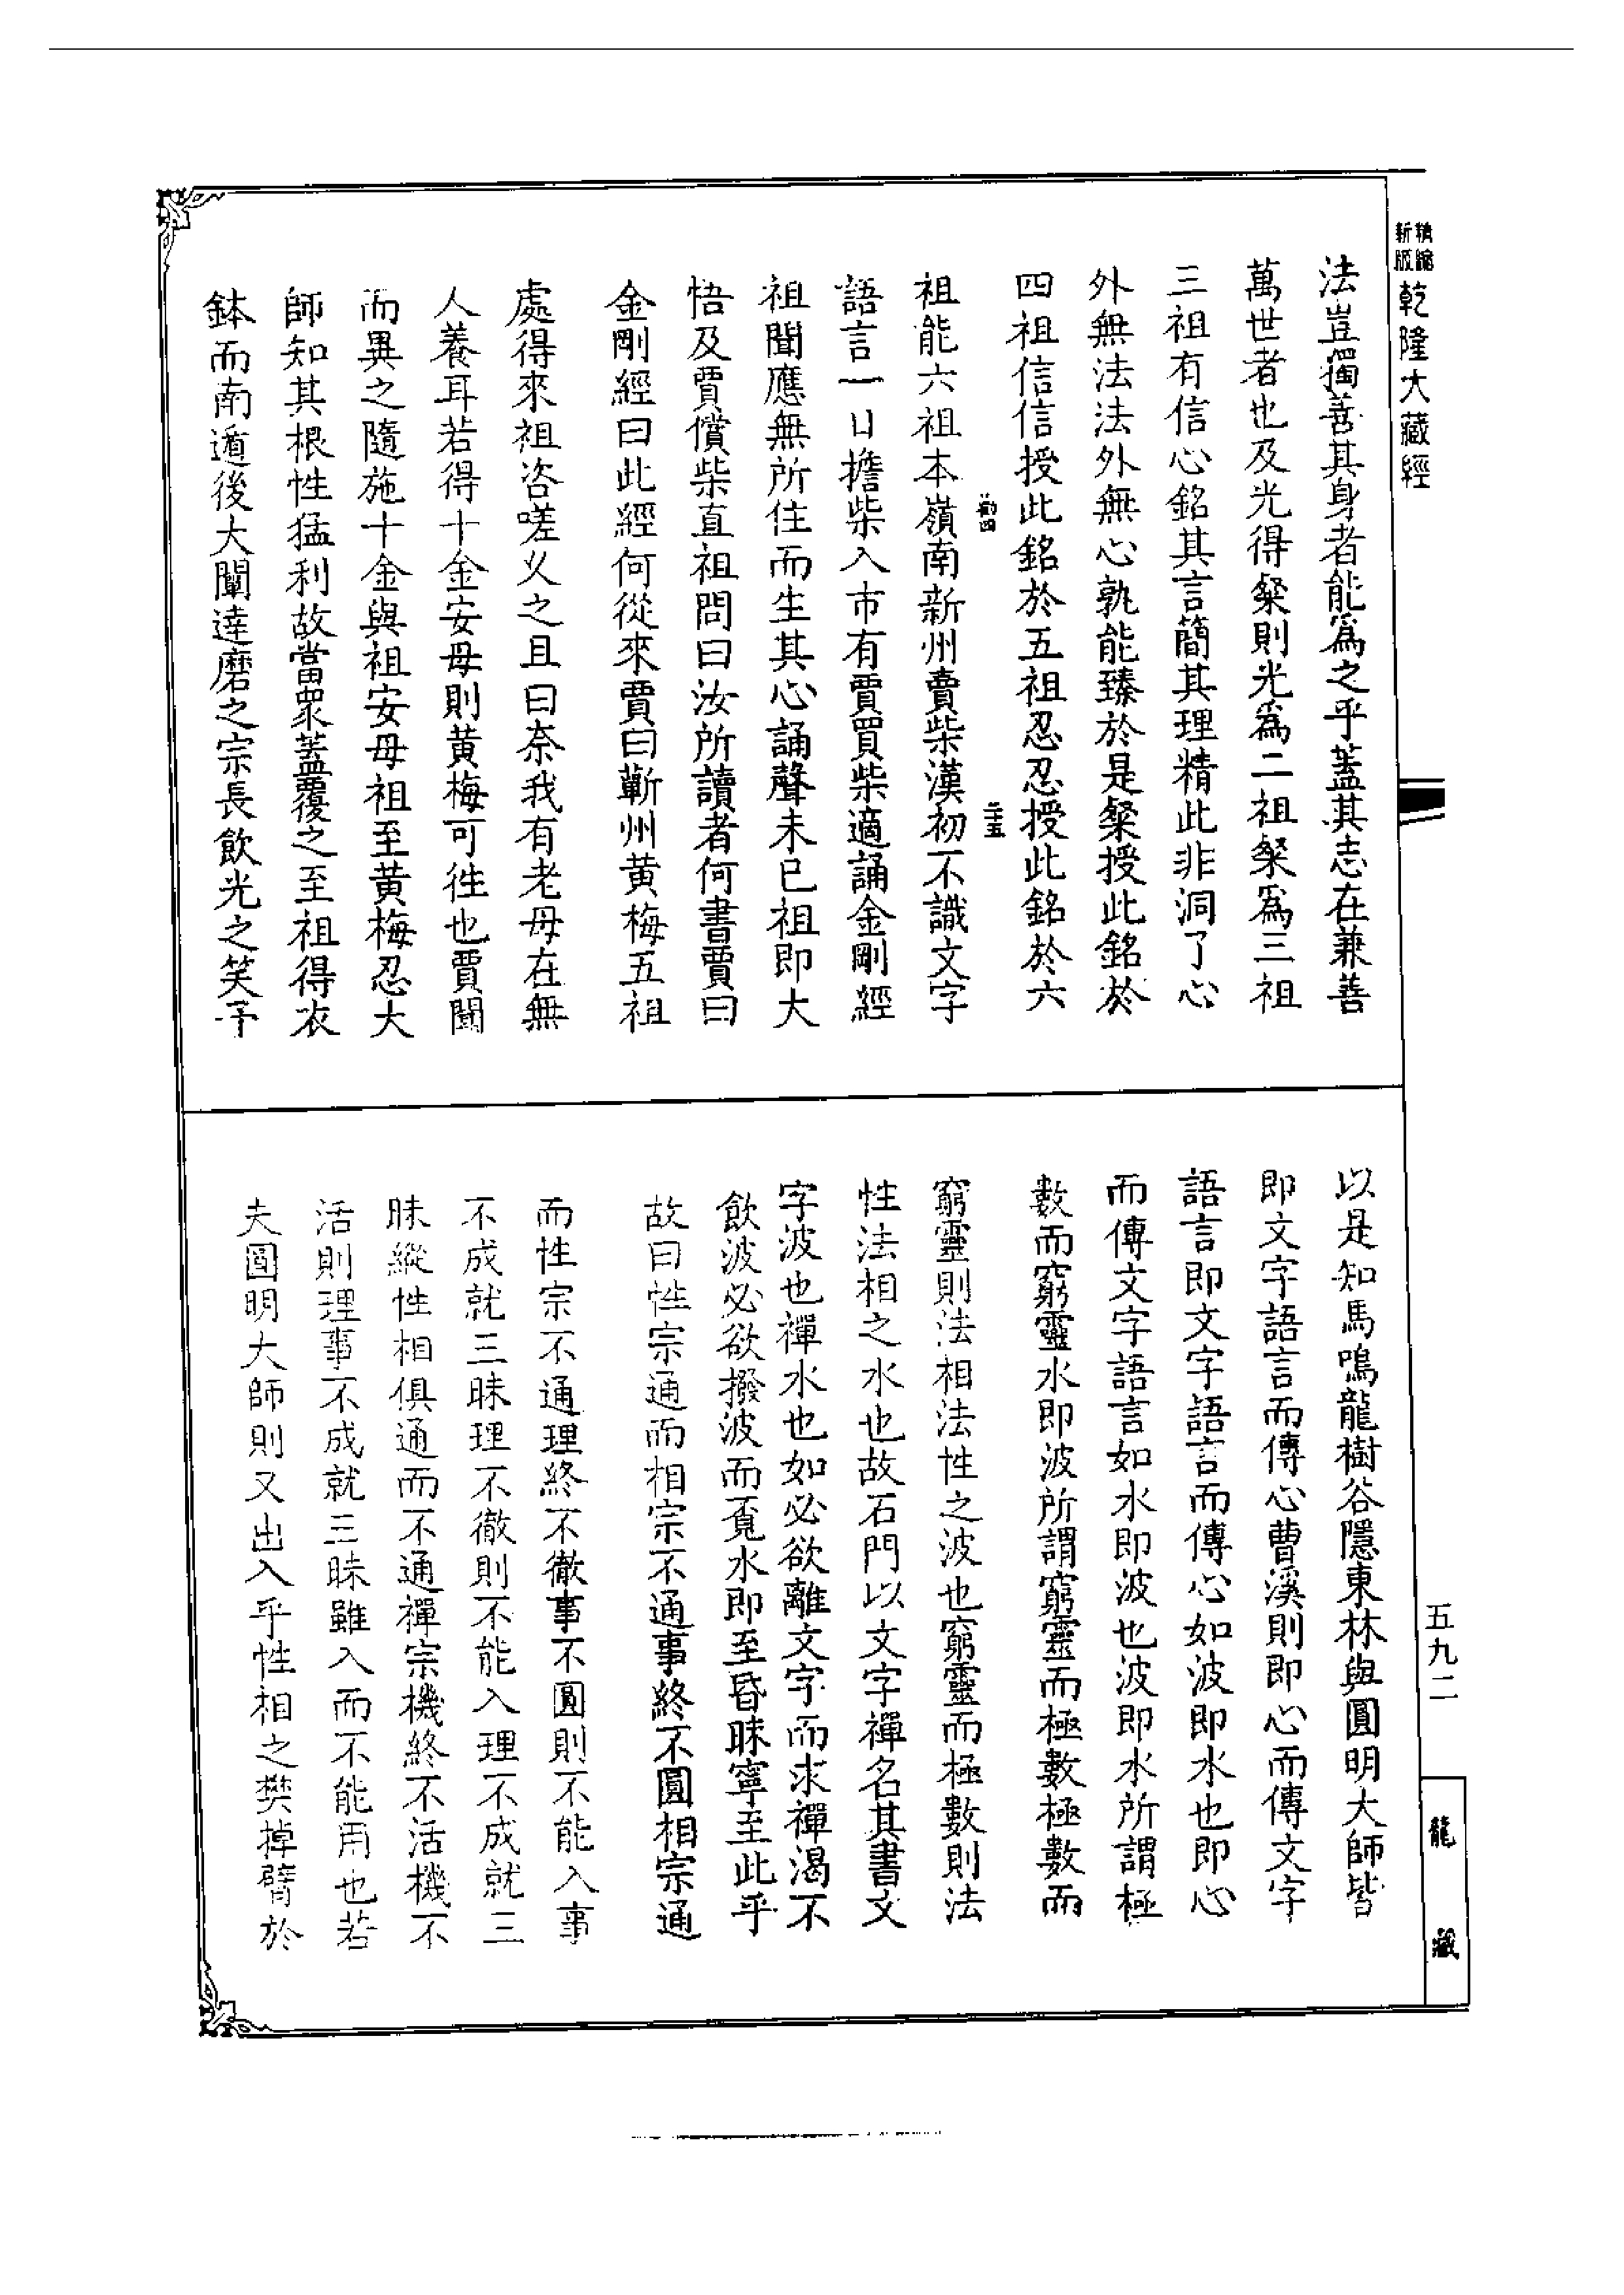 精縮新版乾隆大藏經
法豈獨善其身者能爲之乎蓋其志在兼善
萬世者也及光得粲則光爲二祖粲爲三祖
三祖有信心銘其言簡其理精此非洞了心
外無法法外無心孰能臻於是粲授此銘於
四祖信信授此銘於五祖忍忍授此銘於六
勸四
二十五
祖能六祖本嶺南新州賣柴漢初不識文字
語言一日擔柴入市有賈買柴適誦金剛經
祖聞應無所住而生其心誦聲未已祖即大
悟及賈償柴直祖問曰汝所讀者何書賈曰
金剛經曰此經何從來賈曰蘄州黃梅五祖
處得來祖咨嗟乂之且曰奈我有老母在無
人養耳若得十金安母則黃梅可徃也賈聞
而異之隨施十金與祖安母祖至黃梅忍大
師知其根性猛利故當眾蓋覆之至祖得衣
鉢而南遁後大闡達磨之宗長飲光之笑予
以是知馬鳴龍樹谷隱東林與圓明大師皆
即文字語言而傳心曹溪則即心而傳文字
語言即文字語言而傳心如波即水也即心
而傳文字語言如水即波也波即水所謂極
數而窮靈水即波所謂窮靈而極數極數而
窮靈則法相法性之波也窮靈而極數則法
性法相之水也故石門以文字禪名其書文
字波也禪水也如必欲離文字而求禪渴不
飲波必欲撥波而覔水即至昏昧寧至此乎
故曰性宗通而相宗不通事終不圓相宗通
而性宗不通理終不徹事不圓則不能入事
不成就三昧理不徹則不能入理不成就三
昧縱性相俱通而不通禪宗機終不活機不
活則理事不成就三昧雖入而不能用也若
夫圓明大師則又出入乎性相之樊掉臂於
五九二
龍藏